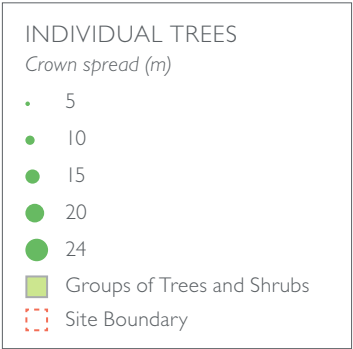 INDIVIDUAL TREES
Crown spread (m)
5
10
15
20
24
Groups of Trees and Shrubs
Site Boundary